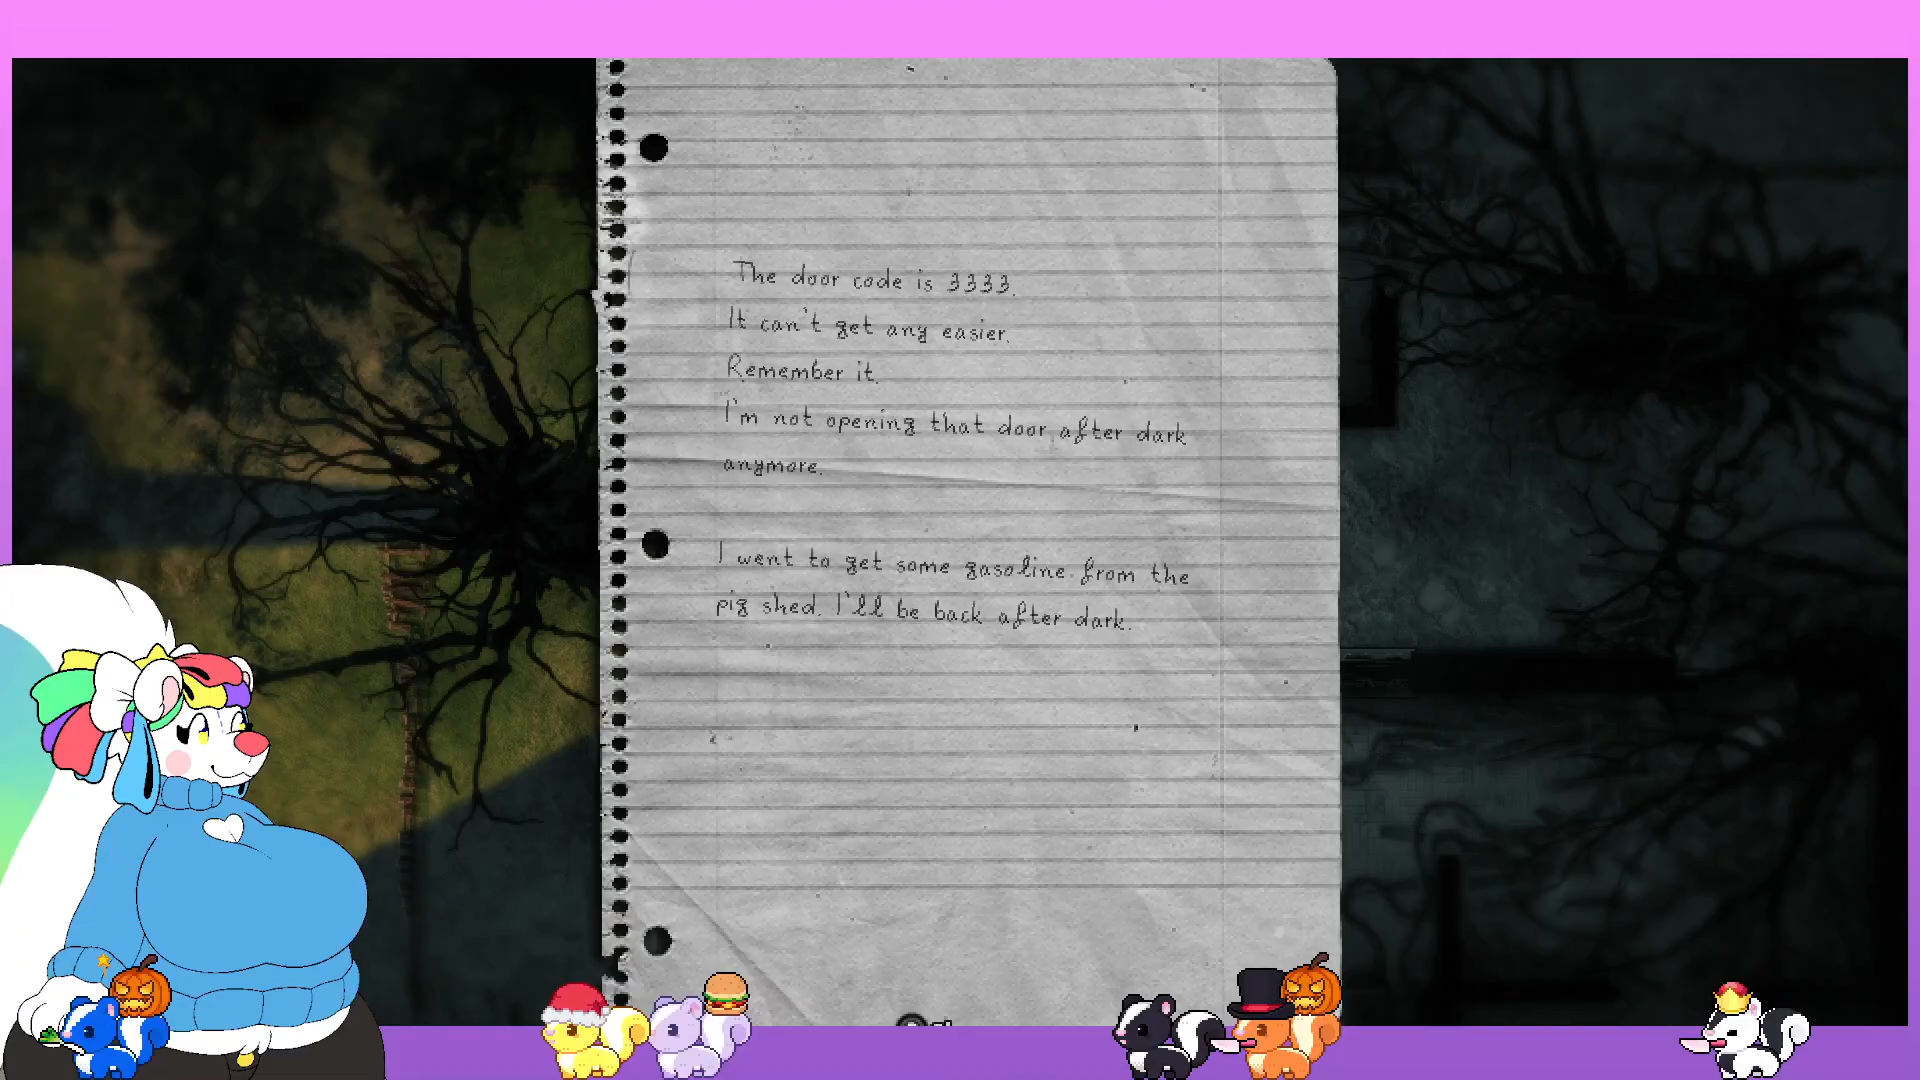 The door code is 3333.
It can't get any easier.
Remember it.
I'm not opening that door after dark
anymore.
I went to get some gasoline from the
pig shed. I'll be back after dark.